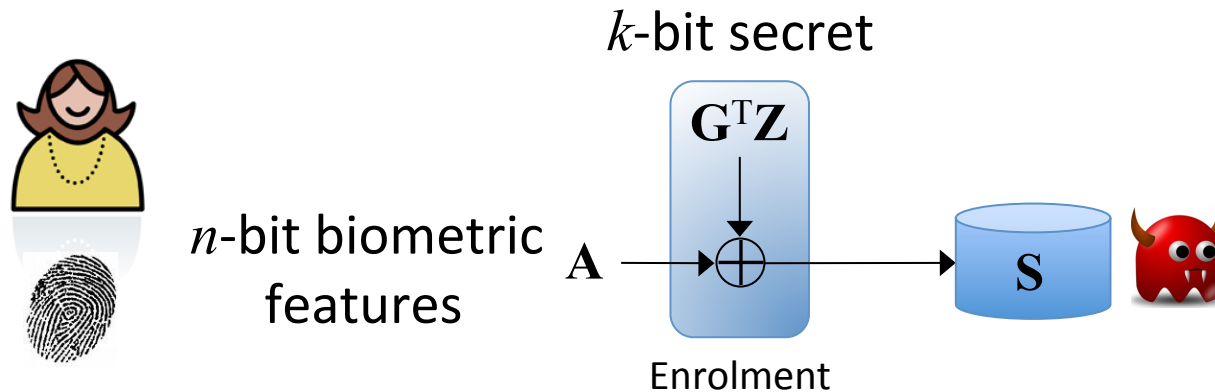 k-bit secret
GᵀZ
n-bit biometric
features
A
S
Enrolment